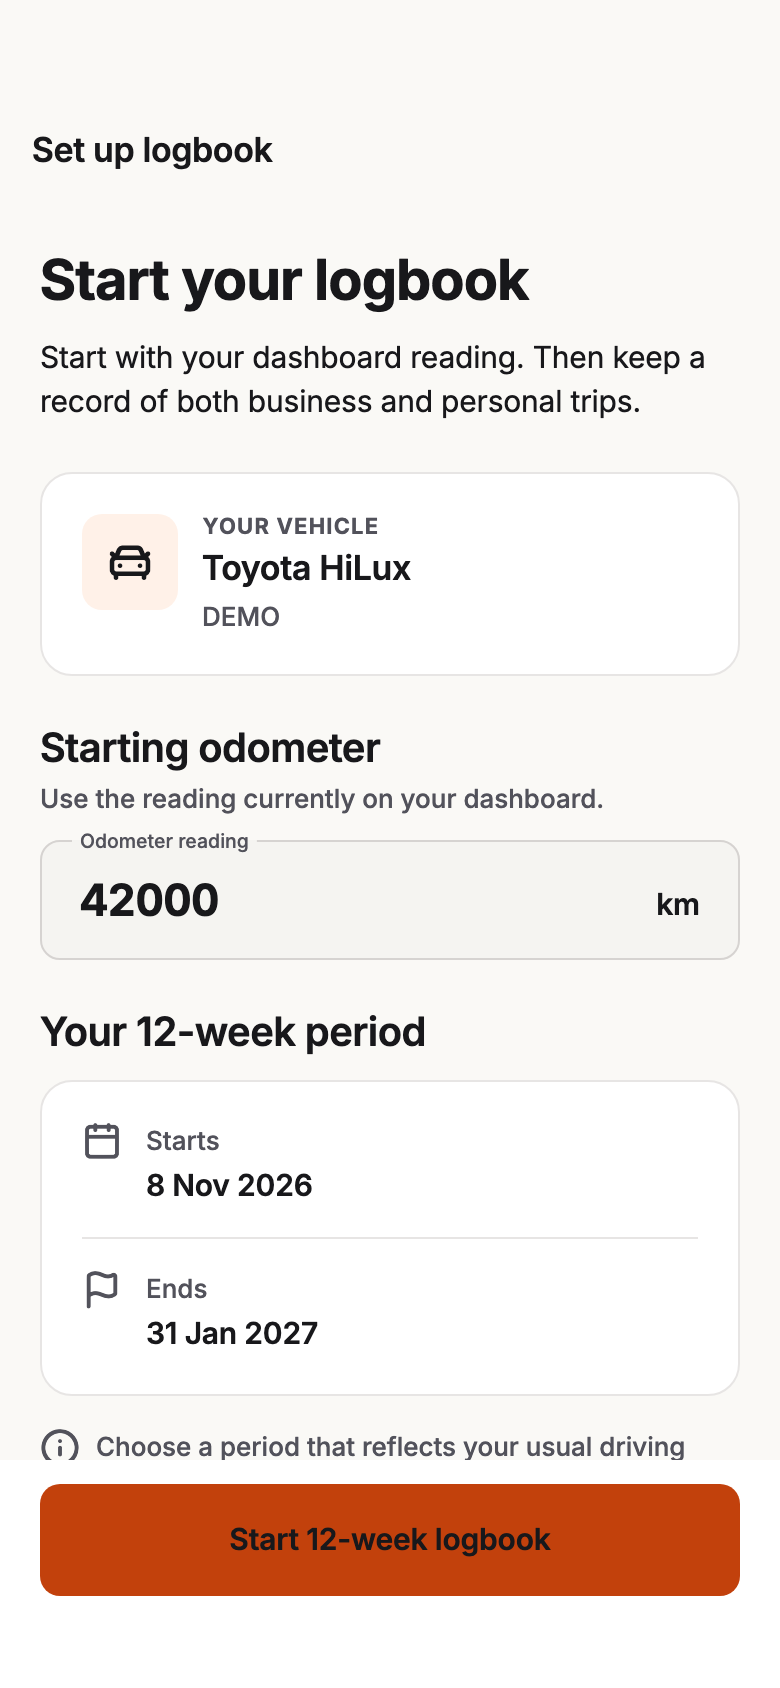 Set up logbook
Start your logbook
Start with your dashboard reading. Then keep a
record of both business and personal trips.
YOUR VEHICLE
Toyota HiLux
DEMO
Starting odometer
Use the reading currently on your dashboard.
Odometer reading
42000 km
Your 12-week period
Starts
8 Nov 2026
Ends
31 Jan 2027
Choose a period that reflects your usual driving
Start 12-week logbook